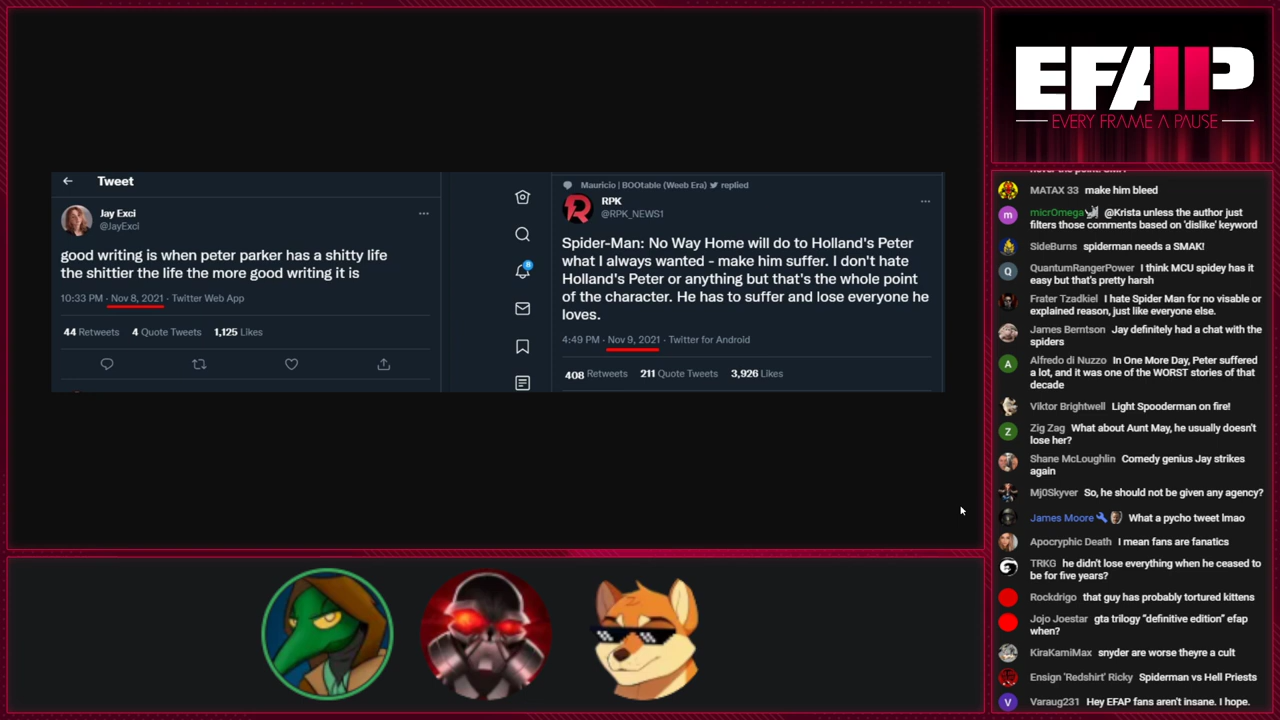 Tweet
Jay Exci
@JayExci
good writing is when peter parker has a shitty life
the shittier the life the more good writing it is
10:33 PM · Nov 8, 2021 · Twitter Web App
44 Retweets 4 Quote Tweets 1,125 Likes
8
Mauricio | BOOtable (Weeb Era) replied
RPK
@RPK_NEWS1
Spider-Man: No Way Home will do to Holland's Peter
what I always wanted - make him suffer. I don't hate
Holland's Peter or anything but that's the whole point
of the character. He has to suffer and lose everyone he
loves.
4:49 PM · Nov 9, 2021 · Twitter for Android
408 Retweets 211 Quote Tweets 3,926 Likes
EFAP
EVERY FRAME A PAUSE
MATAX 33 make him bleed
m
micrOmega @Krista unless the author just
filters those comments based on 'dislike' keyword
SideBurns spiderman needs a SMAK!
Q
QuantumRangerPower I think MCU spidey has it
easy but that's pretty harsh
Frater Tzadkiel I hate Spider Man for no visable or
explained reason, just like everyone else.
James Berntson Jay definitely had a chat with the
spiders
A
Alfredo di Nuzzo In One More Day, Peter suffered
a lot, and it was one of the WORST stories of that
decade
Viktor Brightwell Light Spooderman on fire!
Z
Zig Zag What about Aunt May, he usually doesn't
lose her?
Shane McLoughlin Comedy genius Jay strikes
again
Mj0Skyver So, he should not be given any agency?
James Moore What a pycho tweet lmao
Apocryphic Death I mean fans are fanatics
TRKG he didn't lose everything when he ceased to
be for five years?
Rockdrigo that guy has probably tortured kittens
Jojo Joestar gta trilogy "definitive edition" efap
when?
KiraKamiMax snyder are worse theyre a cult
Ensign 'Redshirt' Ricky Spiderman vs Hell Priests
V
Varaug231 Hey EFAP fans aren't insane. I hope.